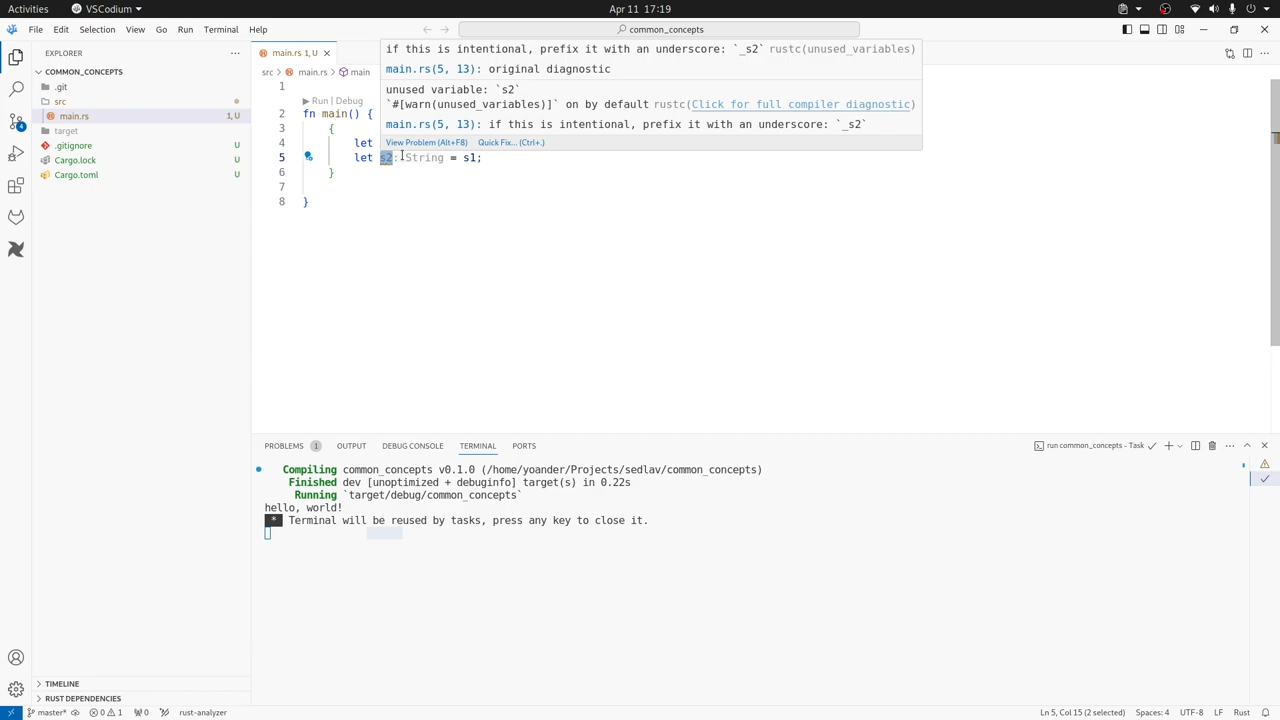 Activities
VSCodium
Apr 11 17:19
File Edit Selection View Go Run Terminal Help
common_concepts
EXPLORER
COMMON_CONCEPTS
.git
src
main.rs 1, U
target
.gitignore U
Cargo.lock U
Cargo.toml U
TIMELINE
RUST DEPENDENCIES
main.rs 1, U
src main.rs main
if this is intentional, prefix it with an underscore: `_s2` rustc(unused_variables)
main.rs(5, 13): original diagnostic
unused variable: `s2`
`#[warn(unused_variables)]` on by default rustc(Click for full compiler diagnostic)
main.rs(5, 13): if this is intentional, prefix it with an underscore: `_s2`
View Problem (Alt+F8) Quick Fix... (Ctrl+.)
1
Run | Debug
2 fn main() {
3 {
4 let
5 let s2: String = s1;
6 }
7
8 }
PROBLEMS 1 OUTPUT DEBUG CONSOLE TERMINAL PORTS
run common_concepts - Task
Compiling common_concepts v0.1.0 (/home/yoander/Projects/sedlav/common_concepts)
Finished dev [unoptimized + debuginfo] target(s) in 0.22s
Running `target/debug/common_concepts`
hello, world!
* Terminal will be reused by tasks, press any key to close it.
4
master* 0 1 0 rust-analyzer
Ln 5, Col 15 (2 selected) Spaces: 4 UTF-8 LF Rust